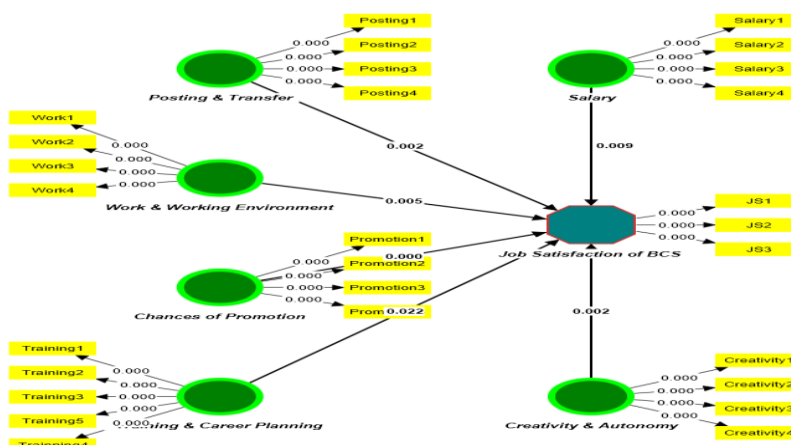 Posting1
0.000
Posting2
0.000
0.000
Posting3
0.000
Posting4
Posting & Transfer
Salary1
0.000
Salary2
0.000
0.000
Salary3
0.000
Salary4
Salary
0.002
0.009
Work1
0.000
Work2
0.000
Work3
0.000
0.000
Work4
Work & Working Environment
0.005
JS1
0.000
JS2
0.000
0.000
JS3
Job Satisfaction of BCS
Promotion1
0.000
0.000
Promotion2
0.000
0.000
Promotion3
0.000
0.022
Chances of Promotion
0.002
Training1
0.000
Training2
0.000
Training3
0.000
0.000
Training5
0.000
Training4
& Career Planning
Creativity1
0.000
Creativity2
0.000
0.000
Creativity3
0.000
Creativity4
Creativity & Autonomy